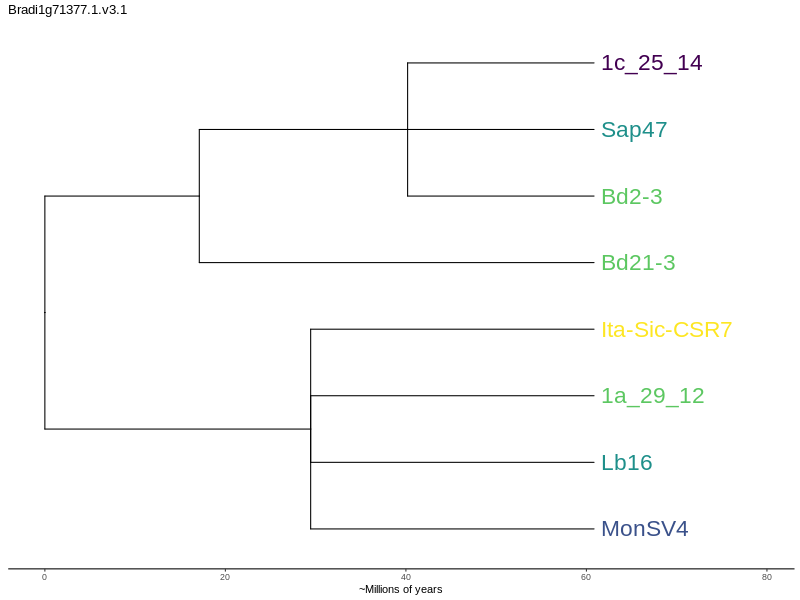 Bradi1g71377.1.v3.1
1c_25_14
Sap47
Bd2-3
Bd21-3
Ita-Sic-CSR7
1a_29_12
Lb16
MonSV4
0 20 40 60 80
~Millions of years